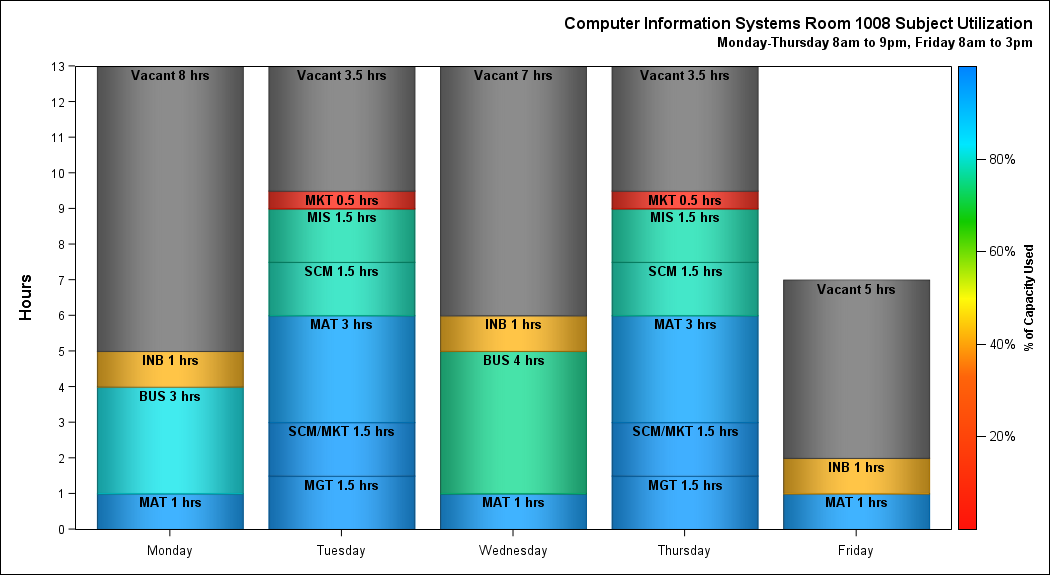 Computer Information Systems Room 1008 Subject Utilization
Monday-Thursday 8am to 9pm, Friday 8am to 3pm
Hours
13
12
11
10
9
8
7
6
5
4
3
2
1
0
Vacant 8 hrs
INB 1 hrs
BUS 3 hrs
MAT 1 hrs
Vacant 3.5 hrs
MKT 0.5 hrs
MIS 1.5 hrs
SCM 1.5 hrs
MAT 3 hrs
SCM/MKT 1.5 hrs
MGT 1.5 hrs
Vacant 7 hrs
INB 1 hrs
BUS 4 hrs
MAT 1 hrs
Vacant 3.5 hrs
MKT 0.5 hrs
MIS 1.5 hrs
SCM 1.5 hrs
MAT 3 hrs
SCM/MKT 1.5 hrs
MGT 1.5 hrs
Vacant 5 hrs
INB 1 hrs
MAT 1 hrs
Monday
Tuesday
Wednesday
Thursday
Friday
80%
60%
40%
20%
% of Capacity Used